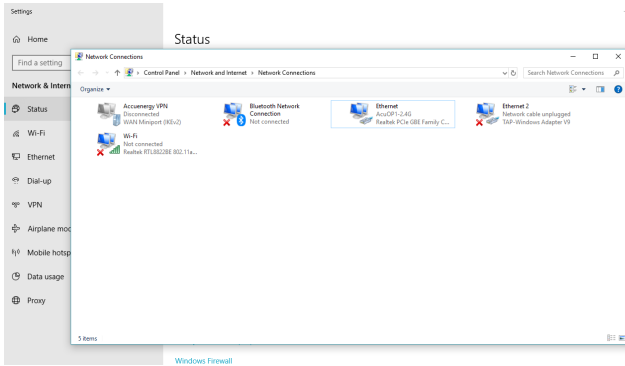 Settings
Home
Status
Find a setting
Network & Intern
Status
Wi-Fi
Ethernet
Dial-up
VPN
Airplane mod
Mobile hotsp
Data usage
Proxy
Network Connections
Control Panel > Network and Internet > Network Connections
Search Network Connections
Organize
Accuenergy VPN
Disconnected
WAN Miniport (IKEv2)
Bluetooth Network
Connection
Not connected
Ethernet
AcuOP1-2.4G
Realtek PCIe GBE Family C...
Ethernet 2
Network cable unplugged
TAP-Windows Adapter V9
Wi-Fi
Not connected
Realtek RTL8822BE 802.11a...
5 items
Windows Firewall